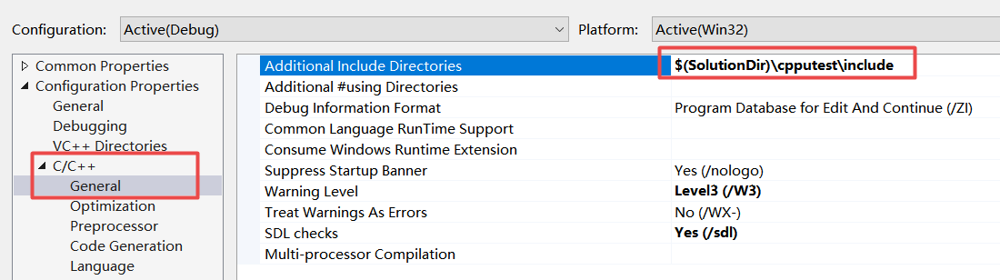 Configuration: Active(Debug) Platform: Active(Win32)
Common Properties
Configuration Properties
General
Debugging
VC++ Directories
C/C++
General
Optimization
Preprocessor
Code Generation
Language
Additional Include Directories $(SolutionDir)\cpputest\include
Additional #using Directories
Debug Information Format Program Database for Edit And Continue (/ZI)
Common Language RunTime Support
Consume Windows Runtime Extension
Suppress Startup Banner Yes (/nologo)
Warning Level Level3 (/W3)
Treat Warnings As Errors No (/WX-)
SDL checks Yes (/sdl)
Multi-processor Compilation